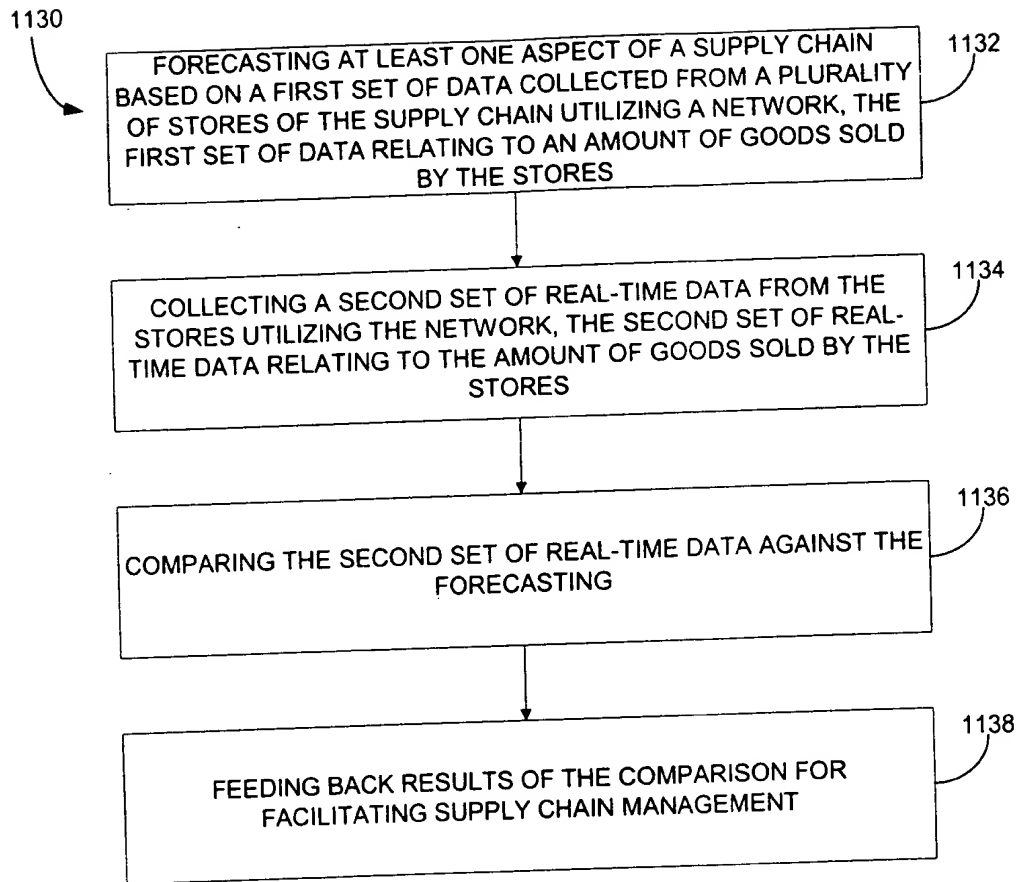 1130
FORECASTING AT LEAST ONE ASPECT OF A SUPPLY CHAIN
BASED ON A FIRST SET OF DATA COLLECTED FROM A PLURALITY
OF STORES OF THE SUPPLY CHAIN UTILIZING A NETWORK, THE
FIRST SET OF DATA RELATING TO AN AMOUNT OF GOODS SOLD
BY THE STORES
1132
COLLECTING A SECOND SET OF REAL-TIME DATA FROM THE
STORES UTILIZING THE NETWORK, THE SECOND SET OF REAL-
TIME DATA RELATING TO THE AMOUNT OF GOODS SOLD BY THE
STORES
1134
COMPARING THE SECOND SET OF REAL-TIME DATA AGAINST THE
FORECASTING
1136
FEEDING BACK RESULTS OF THE COMPARISON FOR
FACILITATING SUPPLY CHAIN MANAGEMENT
1138